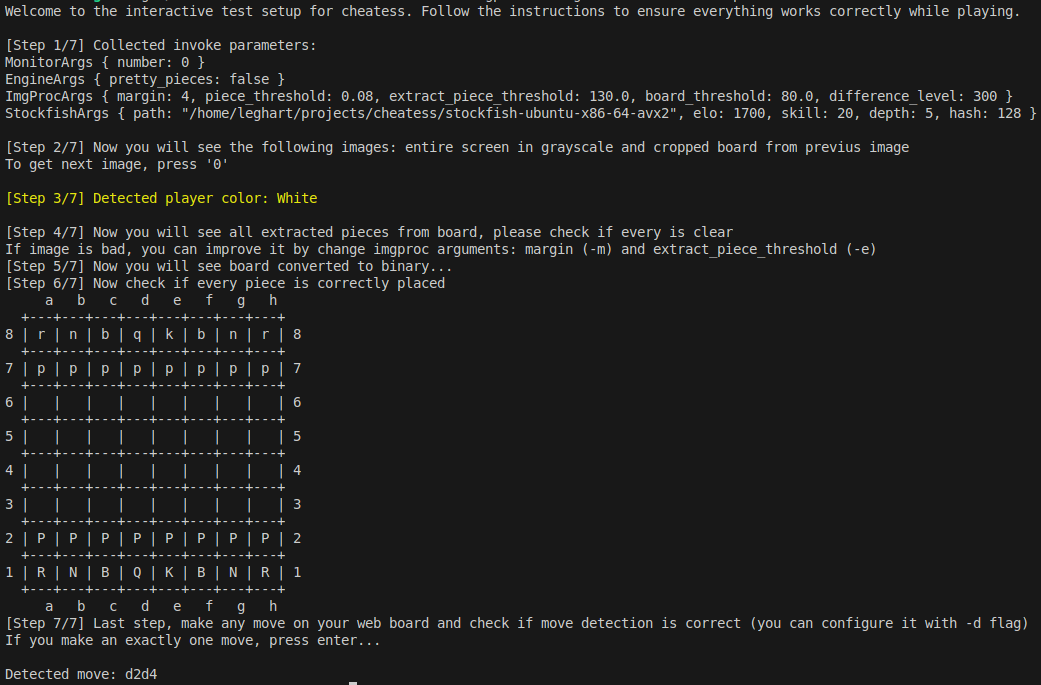 Welcome to the interactive test setup for cheatess. Follow the instructions to ensure everything works correctly while playing.
[Step 1/7] Collected invoke parameters:
MonitorArgs { number: 0 }
EngineArgs { pretty_pieces: false }
ImgProcArgs { margin: 4, piece_threshold: 0.08, extract_piece_threshold: 130.0, board_threshold: 80.0, difference_level: 300 }
StockfishArgs { path: "/home/leghart/projects/cheatess/stockfish-ubuntu-x86-64-avx2", elo: 1700, skill: 20, depth: 5, hash: 128 }
[Step 2/7] Now you will see the following images: entire screen in grayscale and cropped board from previus image
To get next image, press '0'
[Step 3/7] Detected player color: White
[Step 4/7] Now you will see all extracted pieces from board, please check if every is clear
If image is bad, you can improve it by change imgproc arguments: margin (-m) and extract_piece_threshold (-e)
[Step 5/7] Now you will see board converted to binary...
[Step 6/7] Now check if every piece is correctly placed
    a   b   c   d   e   f   g   h
  +---+---+---+---+---+---+---+---+
8 | r | n | b | q | k | b | n | r | 8
  +---+---+---+---+---+---+---+---+
7 | p | p | p | p | p | p | p | p | 7
  +---+---+---+---+---+---+---+---+
6 |   |   |   |   |   |   |   |   | 6
  +---+---+---+---+---+---+---+---+
5 |   |   |   |   |   |   |   |   | 5
  +---+---+---+---+---+---+---+---+
4 |   |   |   |   |   |   |   |   | 4
  +---+---+---+---+---+---+---+---+
3 |   |   |   |   |   |   |   |   | 3
  +---+---+---+---+---+---+---+---+
2 | P | P | P | P | P | P | P | P | 2
  +---+---+---+---+---+---+---+---+
1 | R | N | B | Q | K | B | N | R | 1
  +---+---+---+---+---+---+---+---+
    a   b   c   d   e   f   g   h
[Step 7/7] Last step, make any move on your web board and check if move detection is correct (you can configure it with -d flag)
If you make an exactly one move, press enter...
Detected move: d2d4